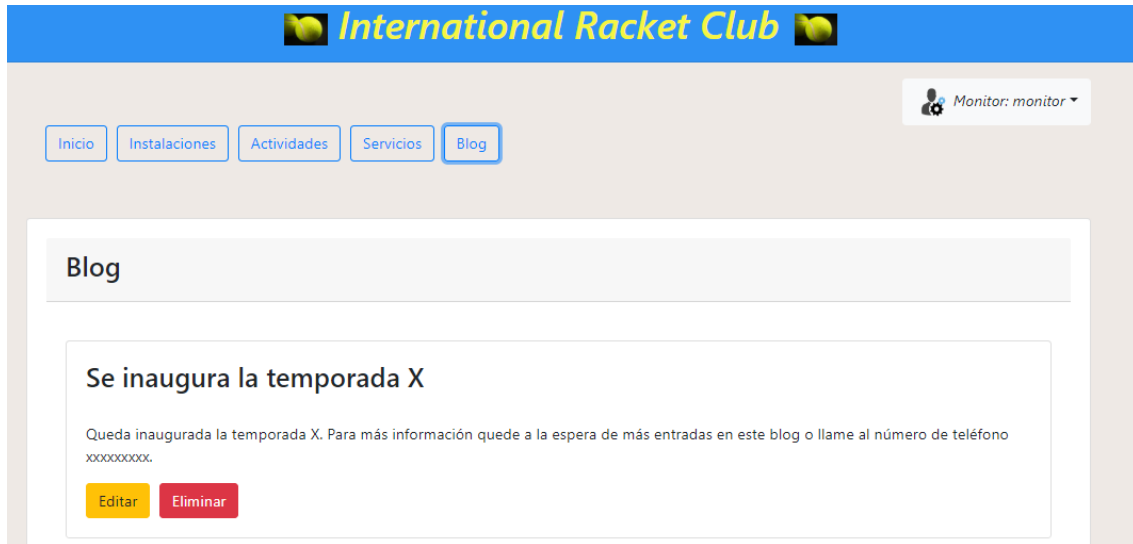 International Racket Club
Monitor: monitor
Inicio Instalaciones Actividades Servicios Blog
Blog
Se inaugura la temporada X
Queda inaugurada la temporada X. Para más información quede a la espera de más entradas en este blog o llame al número de teléfono
xxxxxxxxx.
Editar Eliminar